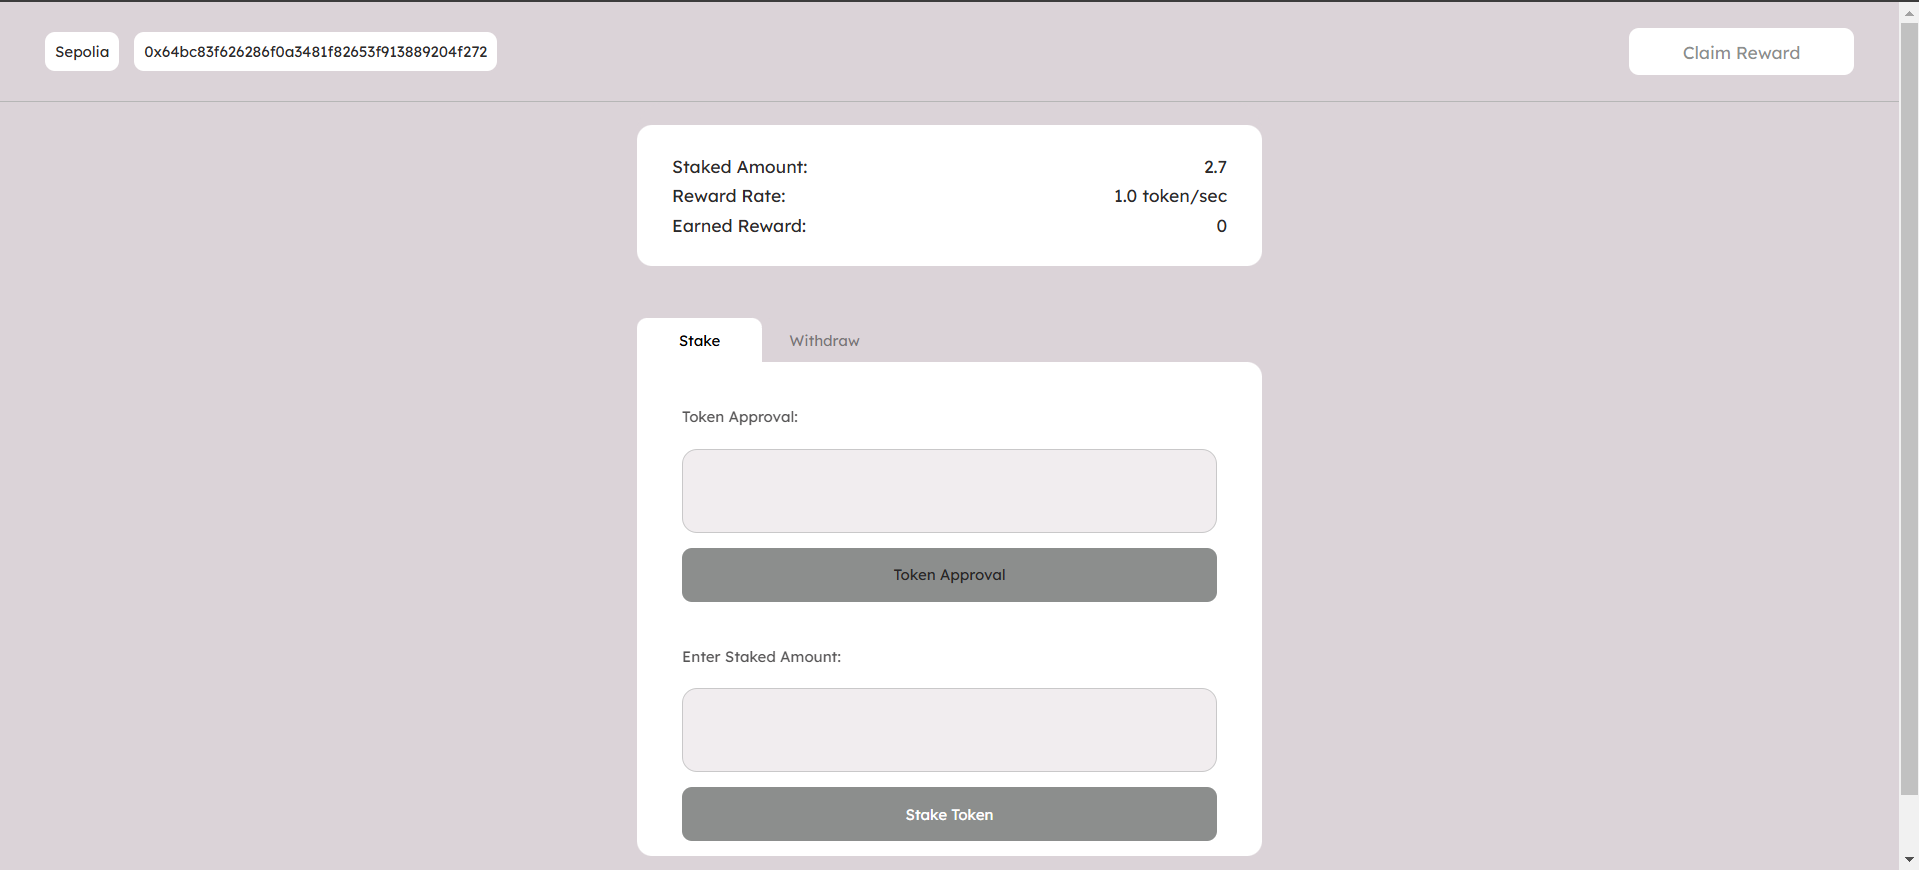 Sepolia 0x64bc83f626286f0a3481f82653f913889204f272 Claim Reward
Staked Amount: 2.7
Reward Rate: 1.0 token/sec
Earned Reward: 0
Stake Withdraw
Token Approval:
Token Approval
Enter Staked Amount:
Stake Token